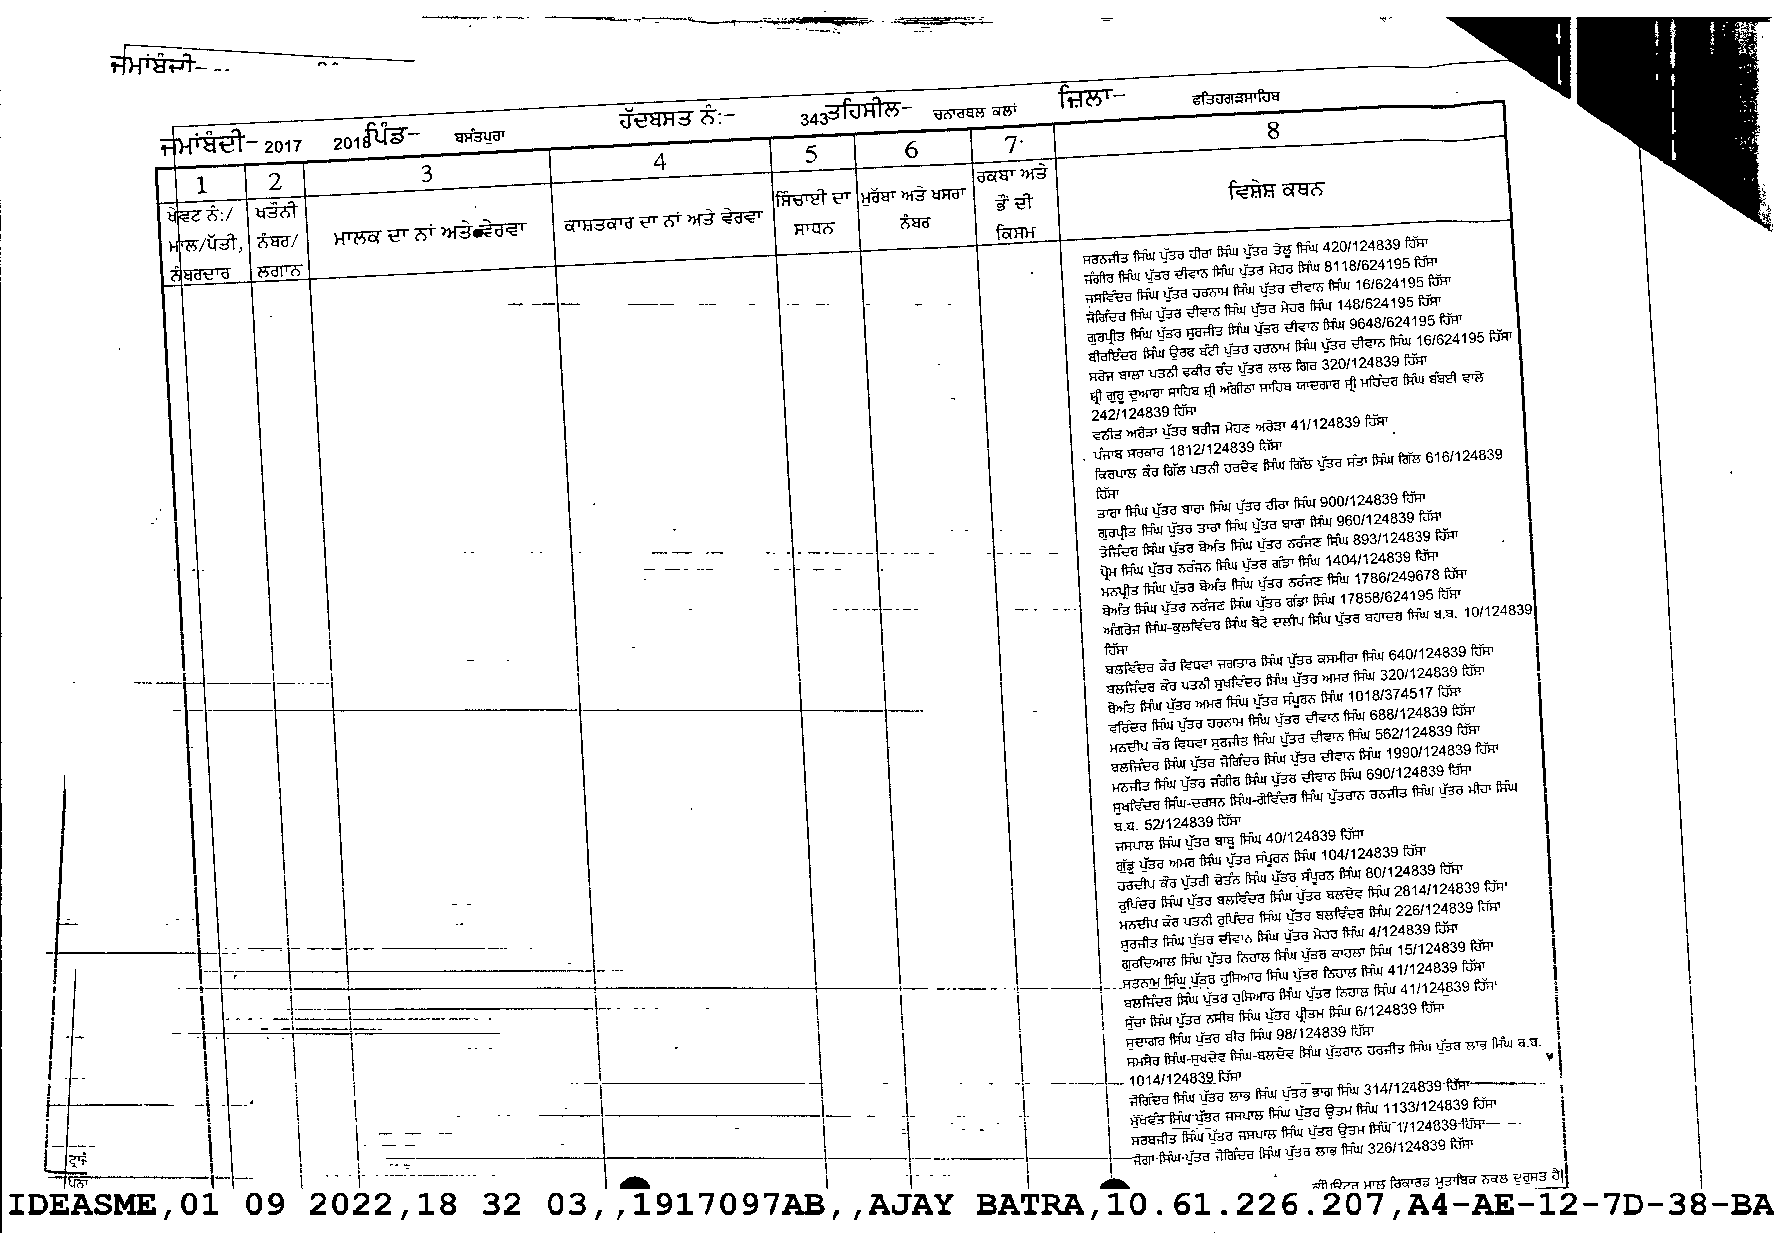 ਜਮਾਂਬੰਦੀ-
ਜਮਾਂਬੰਦੀ- 2017 2018 ਪਿੰਡ- ਬਸੰਤਪੁਰਾ ਹੱਦਬਸਤ ਨੰ:- 343 ਤਹਿਸੀਲ- ਚਨਾਰਥਲ ਕਲਾਂ ਜ਼ਿਲਾ- ਫਤਿਹਗੜਸਾਹਿਬ
1 2 3 4 5 6 7 8
ਖੇਵਟ ਨੰ:/ ਮਾਲ/ਪੱਤੀ, ਨੰਬਰਦਾਰ
ਖਤੌਨੀ ਨੰਬਰ/ ਲਗਾਨ
ਮਾਲਕ ਦਾ ਨਾਂ ਅਤੇ ਵੇਰਵਾ
ਕਾਸ਼ਤਕਾਰ ਦਾ ਨਾਂ ਅਤੇ ਵੇਰਵਾ
ਸਿੰਚਾਈ ਦਾ ਸਾਧਨ
ਮੁਰੱਬਾ ਅਤੇ ਖਸਰਾ ਨੰਬਰ
ਰਕਬਾ ਅਤੇ ਭੌਂ ਦੀ ਕਿਸਮ
ਵਿਸ਼ੇਸ਼ ਕਥਨ
ਸਰਨਜੀਤ ਸਿੰਘ ਪੁੱਤਰ ਹੀਰਾ ਸਿੰਘ ਪੁੱਤਰ ਤੇਲੂ ਸਿੰਘ 420/124839 ਹਿੱਸਾ
ਜੰਗੀਰ ਸਿੰਘ ਪੁੱਤਰ ਦੀਵਾਨ ਸਿੰਘ ਪੁੱਤਰ ਮੇਹਰ ਸਿੰਘ 8118/624195 ਹਿੱਸਾ
ਜਸਵਿੰਦਰ ਸਿੰਘ ਪੁੱਤਰ ਹਰਨਾਮ ਸਿੰਘ ਪੁੱਤਰ ਦੀਵਾਨ ਸਿੰਘ 16/624195 ਹਿੱਸਾ
ਜੋਗਿੰਦਰ ਸਿੰਘ ਪੁੱਤਰ ਦੀਵਾਨ ਸਿੰਘ ਪੁੱਤਰ ਮੇਹਰ ਸਿੰਘ 148/624195 ਹਿੱਸਾ
ਗੁਰਪ੍ਰੀਤ ਸਿੰਘ ਪੁੱਤਰ ਸੁਰਜੀਤ ਸਿੰਘ ਪੁੱਤਰ ਦੀਵਾਨ ਸਿੰਘ 9648/624195 ਹਿੱਸਾ
ਬੀਰਇੰਦਰ ਸਿੰਘ ਉਰਫ ਬੰਟੀ ਪੁੱਤਰ ਹਰਨਾਮ ਸਿੰਘ ਪੁੱਤਰ ਦੀਵਾਨ ਸਿੰਘ 16/624195 ਹਿੱਸਾ
ਸਰੋਜ ਬਾਲਾ ਪਤਨੀ ਫਕੀਰ ਚੰਦ ਪੁੱਤਰ ਲਾਲ ਗਿਰ 320/124839 ਹਿੱਸਾ
ਸ਼੍ਰੀ ਗੁਰੂ ਦੁਆਰਾ ਸਾਹਿਬ ਸ਼੍ਰੀ ਅੰਗੀਠਾ ਸਾਹਿਬ ਯਾਦਗਾਰ ਸ਼੍ਰੀ ਮਹਿੰਦਰ ਸਿੰਘ ਬੰਬਈ ਵਾਲੇ
242/124839 ਹਿੱਸਾ
ਵਨੀਤ ਅਰੋੜਾ ਪੁੱਤਰ ਬਰੀਜ ਮੋਹਣ ਅਰੋੜਾ 41/124839 ਹਿੱਸਾ
ਪੰਜਾਬ ਸਰਕਾਰ 1812/124839 ਹਿੱਸਾ
ਕਿਰਪਾਲ ਕੌਰ ਗਿੱਲ ਪਤਨੀ ਹਰਦੇਵ ਸਿੰਘ ਗਿੱਲ ਪੁੱਤਰ ਸੰਤਾ ਸਿੰਘ ਗਿੱਲ 616/124839
ਹਿੱਸਾ
ਤਾਰਾ ਸਿੰਘ ਪੁੱਤਰ ਬਾਰਾ ਸਿੰਘ ਪੁੱਤਰ ਹੀਰਾ ਸਿੰਘ 900/124839 ਹਿੱਸਾ
ਗੁਰਪ੍ਰੀਤ ਸਿੰਘ ਪੁੱਤਰ ਤਾਰਾ ਸਿੰਘ ਪੁੱਤਰ ਬਾਰਾ ਸਿੰਘ 960/124839 ਹਿੱਸਾ
ਤੇਜਿੰਦਰ ਸਿੰਘ ਪੁੱਤਰ ਬੇਅੰਤ ਸਿੰਘ ਪੁੱਤਰ ਨਰੰਜਣ ਸਿੰਘ 893/124839 ਹਿੱਸਾ
ਪ੍ਰੇਮ ਸਿੰਘ ਪੁੱਤਰ ਨਰੰਜਨ ਸਿੰਘ ਪੁੱਤਰ ਗੰਡਾ ਸਿੰਘ 1404/124839 ਹਿੱਸਾ
ਮਨਪ੍ਰੀਤ ਸਿੰਘ ਪੁੱਤਰ ਬੇਅੰਤ ਸਿੰਘ ਪੁੱਤਰ ਨਰੰਜਣ ਸਿੰਘ 1786/249678 ਹਿੱਸਾ
ਬੇਅੰਤ ਸਿੰਘ ਪੁੱਤਰ ਨਰੰਜਣ ਸਿੰਘ ਪੁੱਤਰ ਗੰਡਾ ਸਿੰਘ 17858/624195 ਹਿੱਸਾ
ਅੰਗਰੇਜ ਸਿੰਘ-ਕੁਲਵਿੰਦਰ ਸਿੰਘ ਬੇਟੇ ਦਲੀਪ ਸਿੰਘ ਪੁੱਤਰ ਬਹਾਦਰ ਸਿੰਘ ਬ.ਬ. 10/124839
ਹਿੱਸਾ
ਬਲਵਿੰਦਰ ਕੌਰ ਵਿਧਵਾ ਜਗਤਾਰ ਸਿੰਘ ਪੁੱਤਰ ਕਸਮੀਰਾ ਸਿੰਘ 640/124839 ਹਿੱਸਾ
ਬਲਜਿੰਦਰ ਕੌਰ ਪਤਨੀ ਸੁਖਵਿੰਦਰ ਸਿੰਘ ਪੁੱਤਰ ਅਮਰ ਸਿੰਘ 320/124839 ਹਿੱਸਾ
ਬੇਅੰਤ ਸਿੰਘ ਪੁੱਤਰ ਅਮਰ ਸਿੰਘ ਪੁੱਤਰ ਸੰਪੂਰਨ ਸਿੰਘ 1018/374517 ਹਿੱਸਾ
ਵਰਿੰਦਰ ਸਿੰਘ ਪੁੱਤਰ ਹਰਨਾਮ ਸਿੰਘ ਪੁੱਤਰ ਦੀਵਾਨ ਸਿੰਘ 688/124839 ਹਿੱਸਾ
ਮਨਦੀਪ ਕੌਰ ਵਿਧਵਾ ਸੁਰਜੀਤ ਸਿੰਘ ਪੁੱਤਰ ਦੀਵਾਨ ਸਿੰਘ 562/124839 ਹਿੱਸਾ
ਬਲਜਿੰਦਰ ਸਿੰਘ ਪੁੱਤਰ ਜੋਗਿੰਦਰ ਸਿੰਘ ਪੁੱਤਰ ਦੀਵਾਨ ਸਿੰਘ 1990/124839 ਹਿੱਸਾ
ਮਨਜੀਤ ਸਿੰਘ ਪੁੱਤਰ ਜੰਗੀਰ ਸਿੰਘ ਪੁੱਤਰ ਦੀਵਾਨ ਸਿੰਘ 690/124839 ਹਿੱਸਾ
ਸੁਖਵਿੰਦਰ ਸਿੰਘ-ਦਰਸਨ ਸਿੰਘ-ਗੋਵਿੰਦਰ ਸਿੰਘ ਪੁੱਤਰਾਨ ਰਨਜੀਤ ਸਿੰਘ ਪੁੱਤਰ ਮੀਹਾ ਸਿੰਘ
ਬ.ਬ. 52/124839 ਹਿੱਸਾ
ਜਸਪਾਲ ਸਿੰਘ ਪੁੱਤਰ ਬਾਬੂ ਸਿੰਘ 40/124839 ਹਿੱਸਾ
ਗੁੱਡੂ ਪੁੱਤਰ ਅਮਰ ਸਿੰਘ ਪੁੱਤਰ ਸੰਪੂਰਨ ਸਿੰਘ 104/124839 ਹਿੱਸਾ
ਹਰਦੀਪ ਕੌਰ ਪੁੱਤਰੀ ਚੇਤੰਨ ਸਿੰਘ ਪੁੱਤਰ ਸੰਪੂਰਨ ਸਿੰਘ 80/124839 ਹਿੱਸਾ
ਰੁਪਿੰਦਰ ਸਿੰਘ ਪੁੱਤਰ ਬਲਵਿੰਦਰ ਸਿੰਘ ਪੁੱਤਰ ਬਲਦੇਵ ਸਿੰਘ 2814/124839 ਹਿੱਸਾ
ਮਨਦੀਪ ਕੌਰ ਪਤਨੀ ਰੁਪਿੰਦਰ ਸਿੰਘ ਪੁੱਤਰ ਬਲਵਿੰਦਰ ਸਿੰਘ 226/124839 ਹਿੱਸਾ
ਸੁਰਜੀਤ ਸਿੰਘ ਪੁੱਤਰ ਦੀਵਾਨ ਸਿੰਘ ਪੁੱਤਰ ਮੇਹਰ ਸਿੰਘ 4/124839 ਹਿੱਸਾ
ਗੁਰਦਿਆਲ ਸਿੰਘ ਪੁੱਤਰ ਨਿਹਾਲ ਸਿੰਘ ਪੁੱਤਰ ਕਾਹਲਾ ਸਿੰਘ 15/124839 ਹਿੱਸਾ
ਸਤਨਾਮ ਸਿੰਘ ਪੁੱਤਰ ਹੁਸਿਆਰ ਸਿੰਘ ਪੁੱਤਰ ਨਿਹਾਲ ਸਿੰਘ 41/124839 ਹਿੱਸਾ
ਬਲਜਿੰਦਰ ਸਿੰਘ ਪੁੱਤਰ ਹੁਸਿਆਰ ਸਿੰਘ ਪੁੱਤਰ ਨਿਹਾਲ ਸਿੰਘ 41/124839 ਹਿੱਸਾ
ਸੁੱਚਾ ਸਿੰਘ ਪੁੱਤਰ ਨਸੀਬ ਸਿੰਘ ਪੁੱਤਰ ਪ੍ਰੀਤਮ ਸਿੰਘ 6/124839 ਹਿੱਸਾ
ਸੁਦਾਗਰ ਸਿੰਘ ਪੁੱਤਰ ਬੀਰ ਸਿੰਘ 98/124839 ਹਿੱਸਾ
ਸਮਸੇਰ ਸਿੰਘ-ਸੁਖਦੇਵ ਸਿੰਘ-ਬਲਦੇਵ ਸਿੰਘ ਪੁੱਤਰਾਨ ਹਰਜੀਤ ਸਿੰਘ ਪੁੱਤਰ ਲਾਭ ਸਿੰਘ ਬ.ਬ.
1014/124839 ਹਿੱਸਾ
ਜੋਗਿੰਦਰ ਸਿੰਘ ਪੁੱਤਰ ਲਾਭ ਸਿੰਘ ਪੁੱਤਰ ਭਾਗ ਸਿੰਘ 314/124839 ਹਿੱਸਾ
ਸੁੱਖਵੰਤ ਸਿੰਘ ਪੁੱਤਰ ਜਸਪਾਲ ਸਿੰਘ ਪੁੱਤਰ ਉਤਮ ਸਿੰਘ 1133/124839 ਹਿੱਸਾ
ਸਰਬਜੀਤ ਸਿੰਘ ਪੁੱਤਰ ਜਸਪਾਲ ਸਿੰਘ ਪੁੱਤਰ ਉਤਮ ਸਿੰਘ 1/124839 ਹਿੱਸਾ
ਜੋਗਾ ਸਿੰਘ ਪੁੱਤਰ ਜੋਗਿੰਦਰ ਸਿੰਘ ਪੁੱਤਰ ਲਾਭ ਸਿੰਘ 326/124839 ਹਿੱਸਾ
ਮਾਲ ਰਿਕਾਰਡ ਮੁਤਾਬਿਕ ਨਕਲ ਦੁਰੁਸਤ ਹੈ।
IDEASME,01 09 2022,18 32 03,,1917097AB,,AJAY BATRA,10.61.226.207,A4-AE-12-7D-38-BA